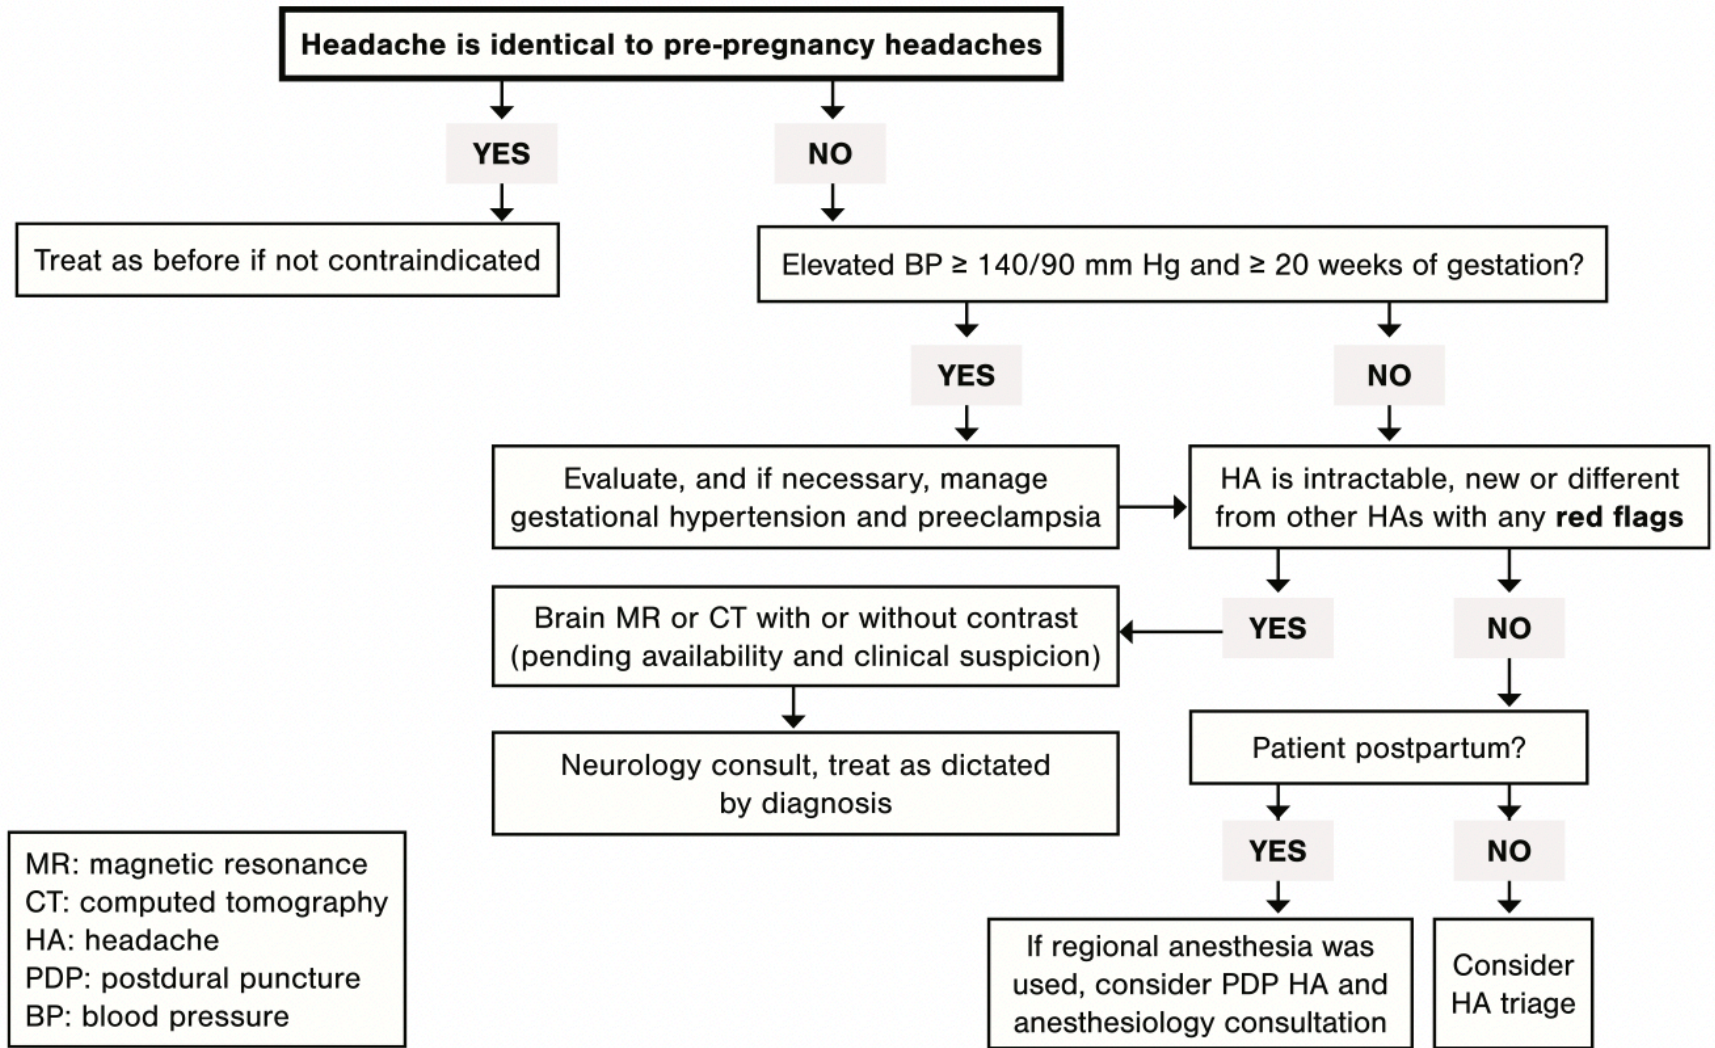 Headache is identical to pre-pregnancy headaches
YES
NO
Treat as before if not contraindicated
Elevated BP ≥ 140/90 mm Hg and ≥ 20 weeks of gestation?
YES
NO
Evaluate, and if necessary, manage
gestational hypertension and preeclampsia
HA is intractable, new or different
from other HAs with any red flags
Brain MR or CT with or without contrast
(pending availability and clinical suspicion)
YES
NO
Neurology consult, treat as dictated
by diagnosis
Patient postpartum?
YES
NO
If regional anesthesia was
used, consider PDP HA and
anesthesiology consultation
Consider
HA triage
MR: magnetic resonance
CT: computed tomography
HA: headache
PDP: postdural puncture
BP: blood pressure